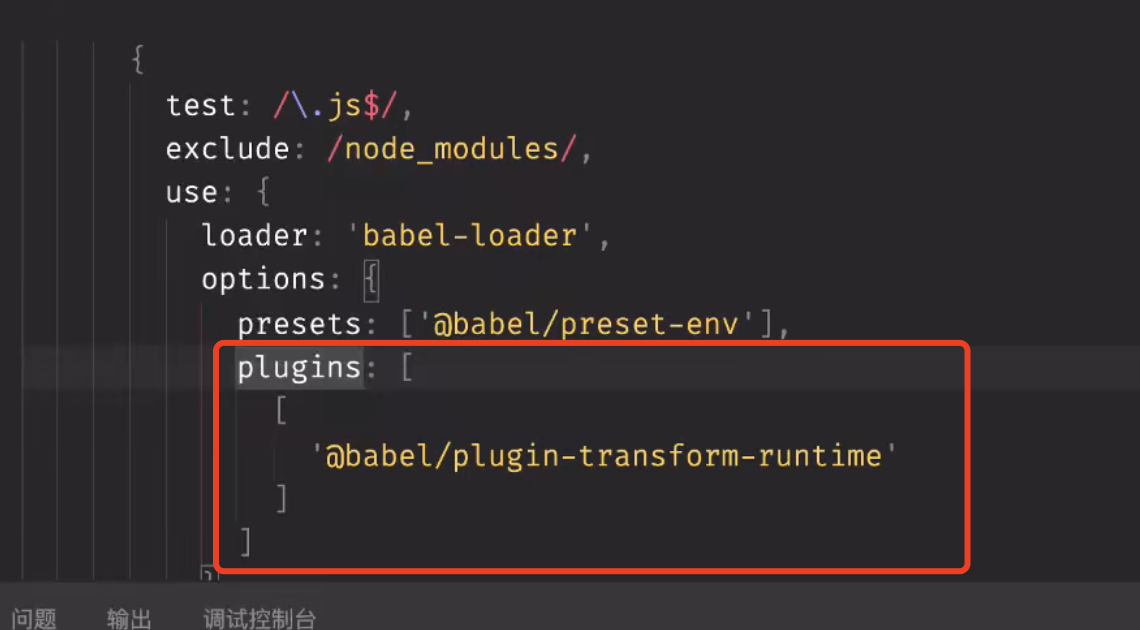 {
test: /\.js$/,
exclude: /node_modules/,
use: {
loader: 'babel-loader',
options: {
presets: ['@babel/preset-env'],
plugins: [
[
'@babel/plugin-transform-runtime'
]
]
}
问题 输出 调试控制台